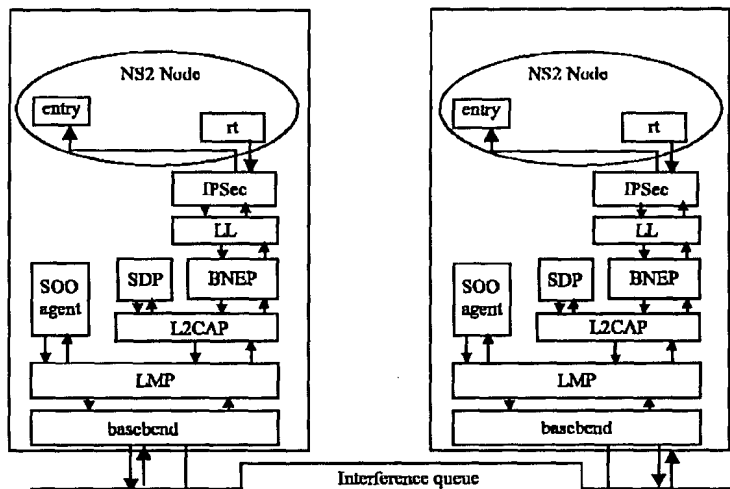 NS2 Node
entry
rt
IPSec
LL
SOO
agent
SDP
BNEP
L2CAP
LMP
basebend
NS2 Node
entry
rt
IPSec
LL
SOO
agent
SDP
BNEP
L2CAP
LMP
basebend
Interference queue